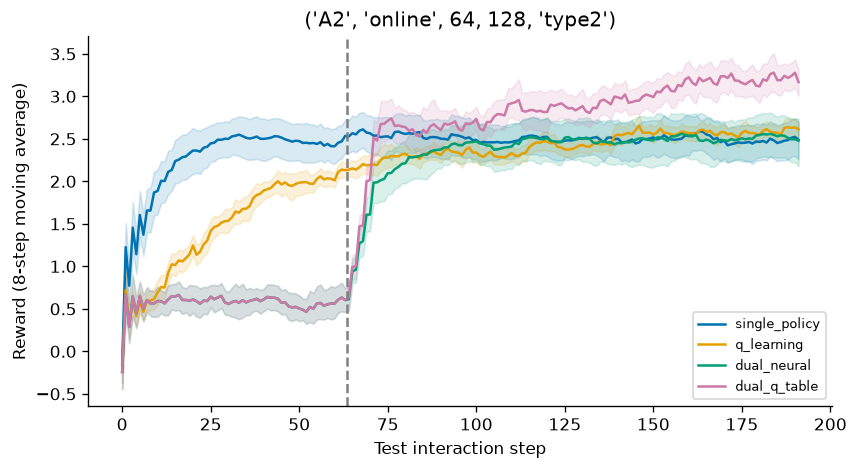 ('A2', 'online', 64, 128, 'type2')
Reward (8-step moving average)
3.5
3.0
2.5
2.0
1.5
1.0
0.5
0.0
−0.5
0 25 50 75 100 125 150 175 200
Test interaction step
single_policy
q_learning
dual_neural
dual_q_table